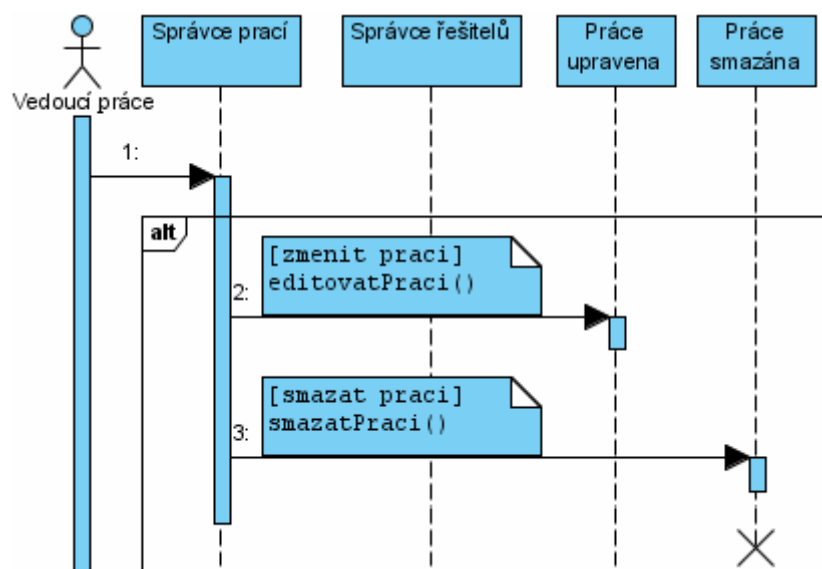 Správce prací
Správce řešitelů
Práce
upravena
Práce
smazána
Vedoucí práce
1:
alt
[zmenit praci]
editovatPraci()
2:
[smazat praci]
smazatPraci()
3: